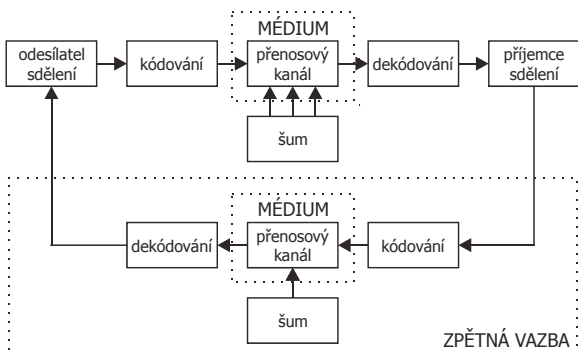 MÉDIUM
odesílatel
sdělení
kódování
přenosový
kanál
dekódování
příjemce
sdělení
šum
MÉDIUM
dekódování
přenosový
kanál
kódování
šum
ZPĚTNÁ VAZBA